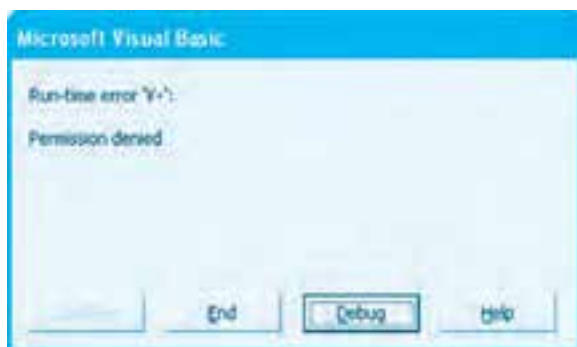 Microsoft Visual Basic
Run-time error '۷۰':
Permission denied
End Debug Help